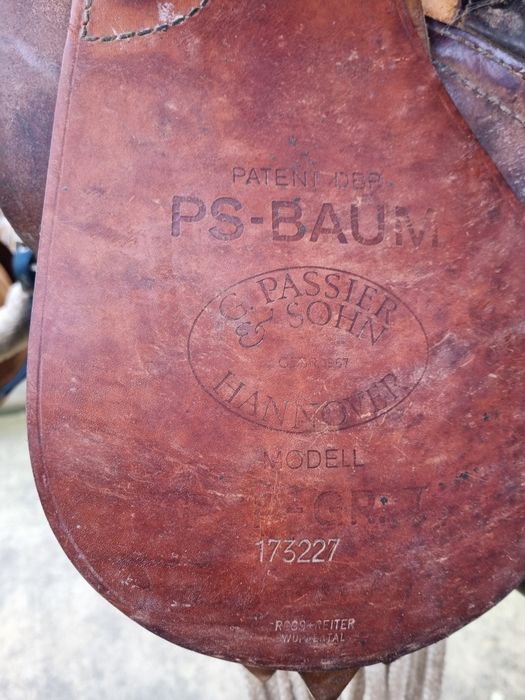 PATENT DBP
PS-BAUM
G. PASSIER
& SOHN
GEGR. 1867
HANNOVER
MODELL
173227
ROSS+REITER
WUPPERTAL